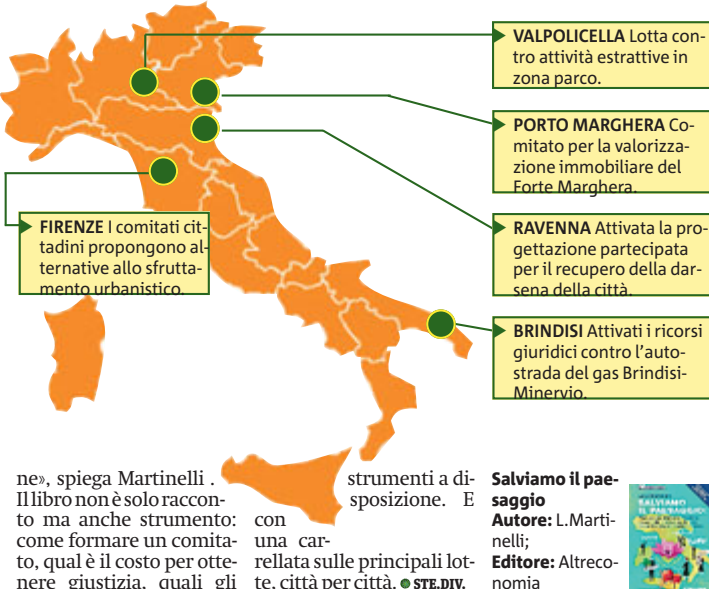 VALPOLICELLA Lotta con-
tro attività estrattive in
zona parco.
PORTO MARGHERA Co-
mitato per la valorizza-
zione immobiliare del
Forte Marghera.
RAVENNA Attivata la pro-
gettazione partecipata
per il recupero della dar-
sena della città.
BRINDISI Attivati i ricorsi
giuridici contro l'auto-
strada del gas Brindisi-
Minervio.
FIRENZE I comitati cit-
tadini propongono al-
ternative allo sfrutta-
mento urbanistico.
ne», spiega Martinelli .
Il libro non è solo raccon-
to ma anche strumento:
come formare un comita-
to, qual è il costo per otte-
nere giustizia, quali gli
strumenti a di-
sposizione. E
con
una car-
rellata sulle principali lot-
te, città per città. ● STE.DIV.
Salviamo il pae-
saggio
Autore: L.Marti-
nelli;
Editore: Altreco-
nomia
SALVIAMO
IL PAESAGGIO